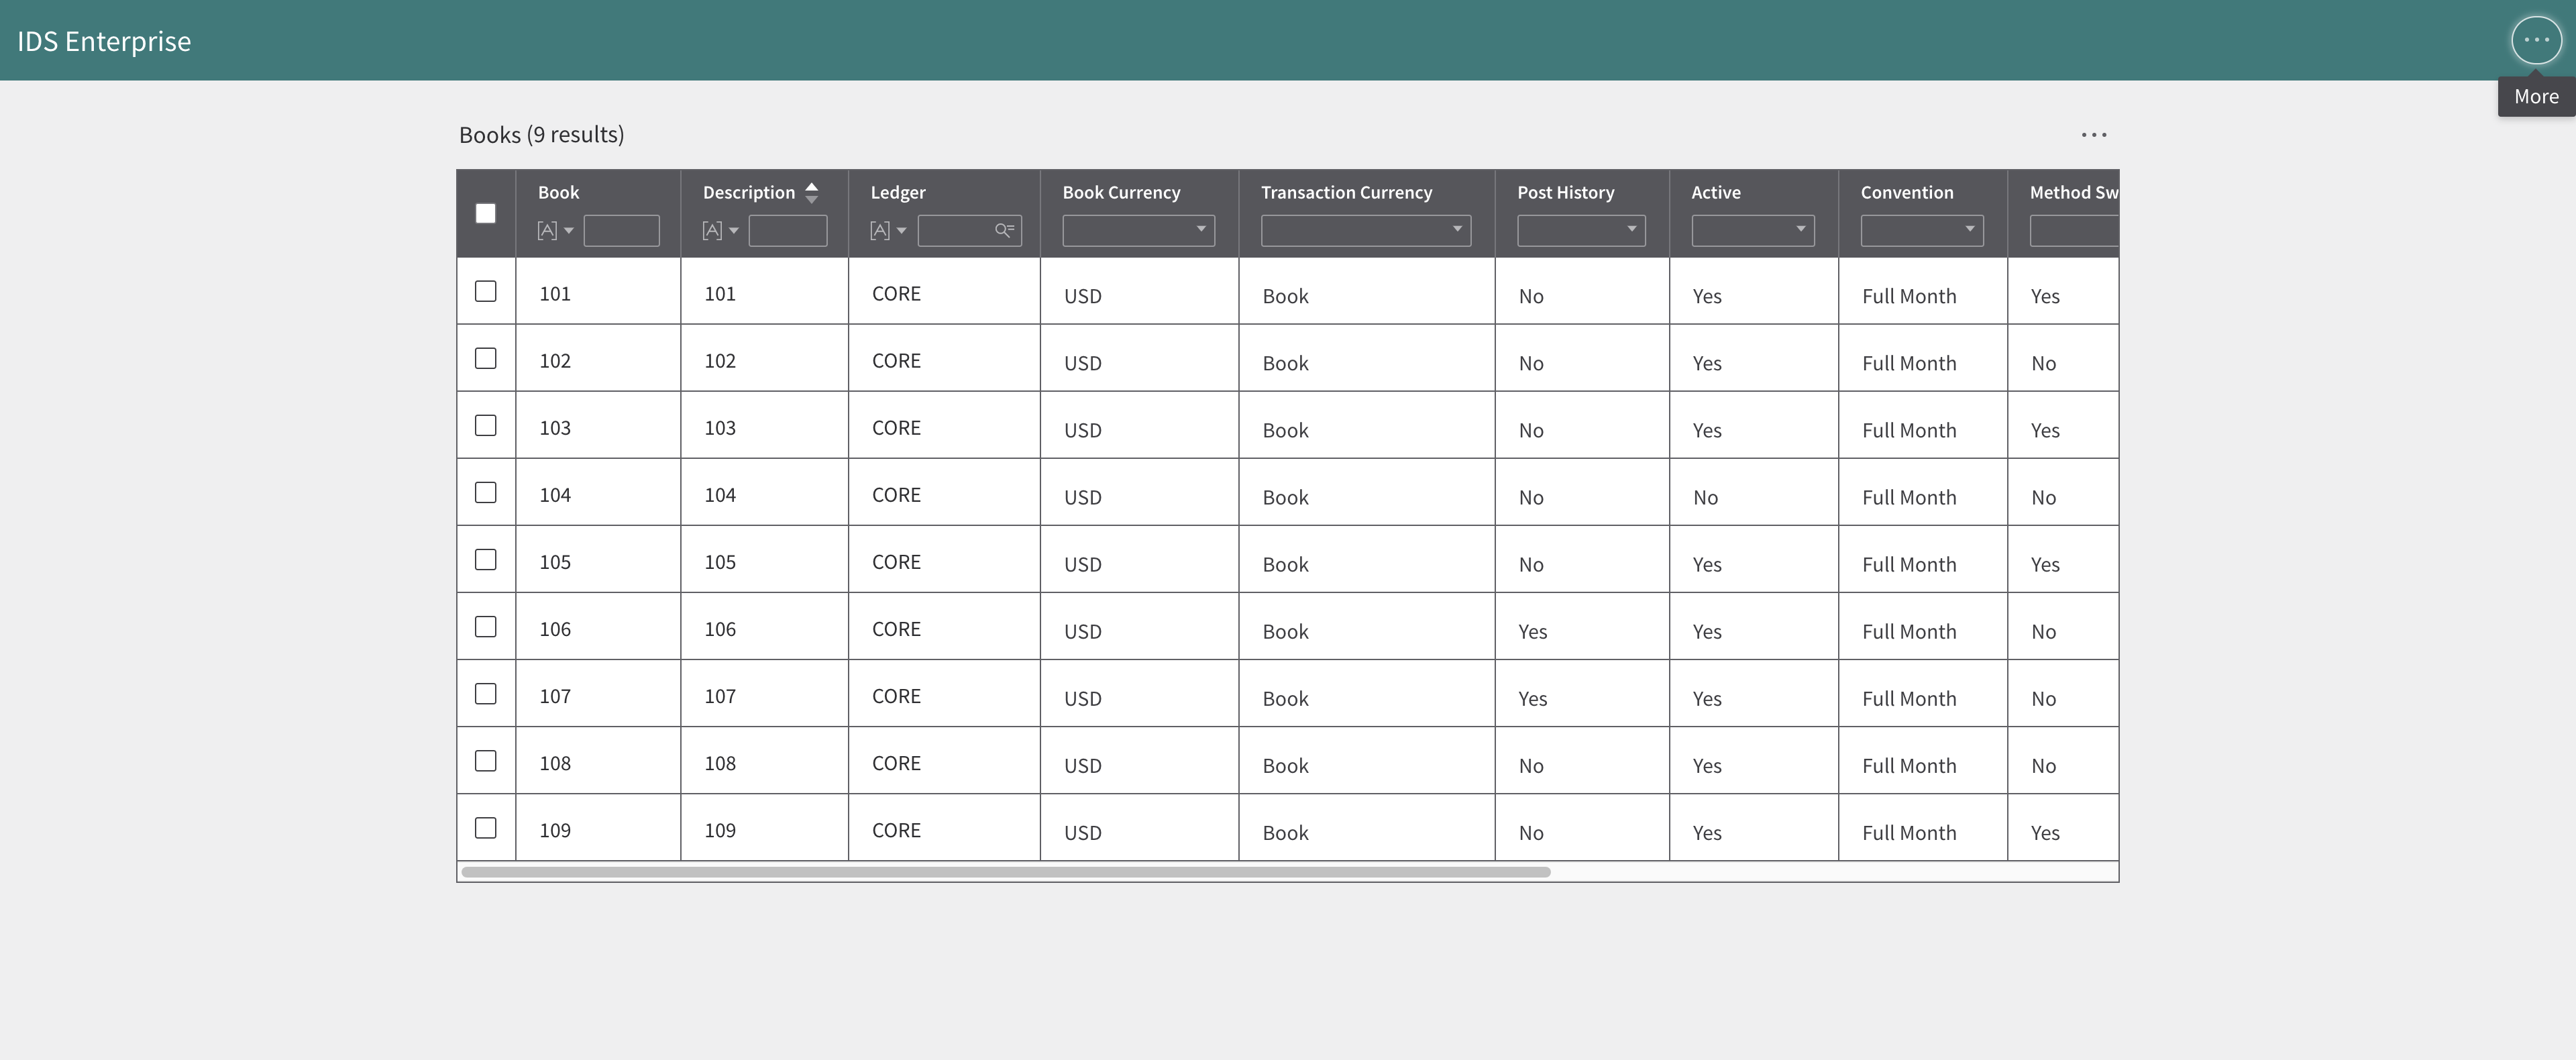 IDS Enterprise
More
Books (9 results)
Book Description Ledger Book Currency Transaction Currency Post History Active Convention Method Sw
101 101 CORE USD Book No Yes Full Month Yes
102 102 CORE USD Book No Yes Full Month No
103 103 CORE USD Book No Yes Full Month Yes
104 104 CORE USD Book No No Full Month No
105 105 CORE USD Book No Yes Full Month Yes
106 106 CORE USD Book Yes Yes Full Month No
107 107 CORE USD Book Yes Yes Full Month No
108 108 CORE USD Book No Yes Full Month No
109 109 CORE USD Book No Yes Full Month Yes